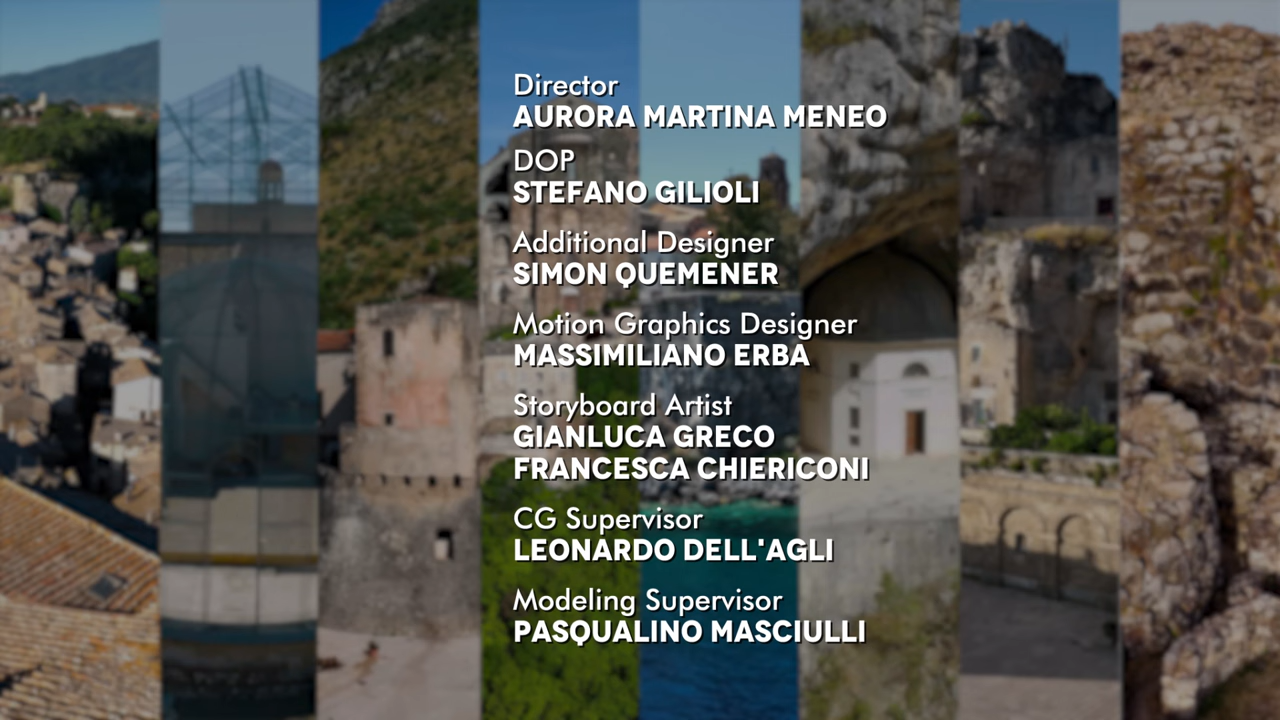 Director
AURORA MARTINA MENEO
DOP
STEFANO GILIOLI
Additional Designer
SIMON QUEMENER
Motion Graphics Designer
MASSIMILIANO ERBA
Storyboard Artist
GIANLUCA GRECO
FRANCESCA CHIERICONI
CG Supervisor
LEONARDO DELL'AGLI
Modeling Supervisor
PASQUALINO MASCIULLI